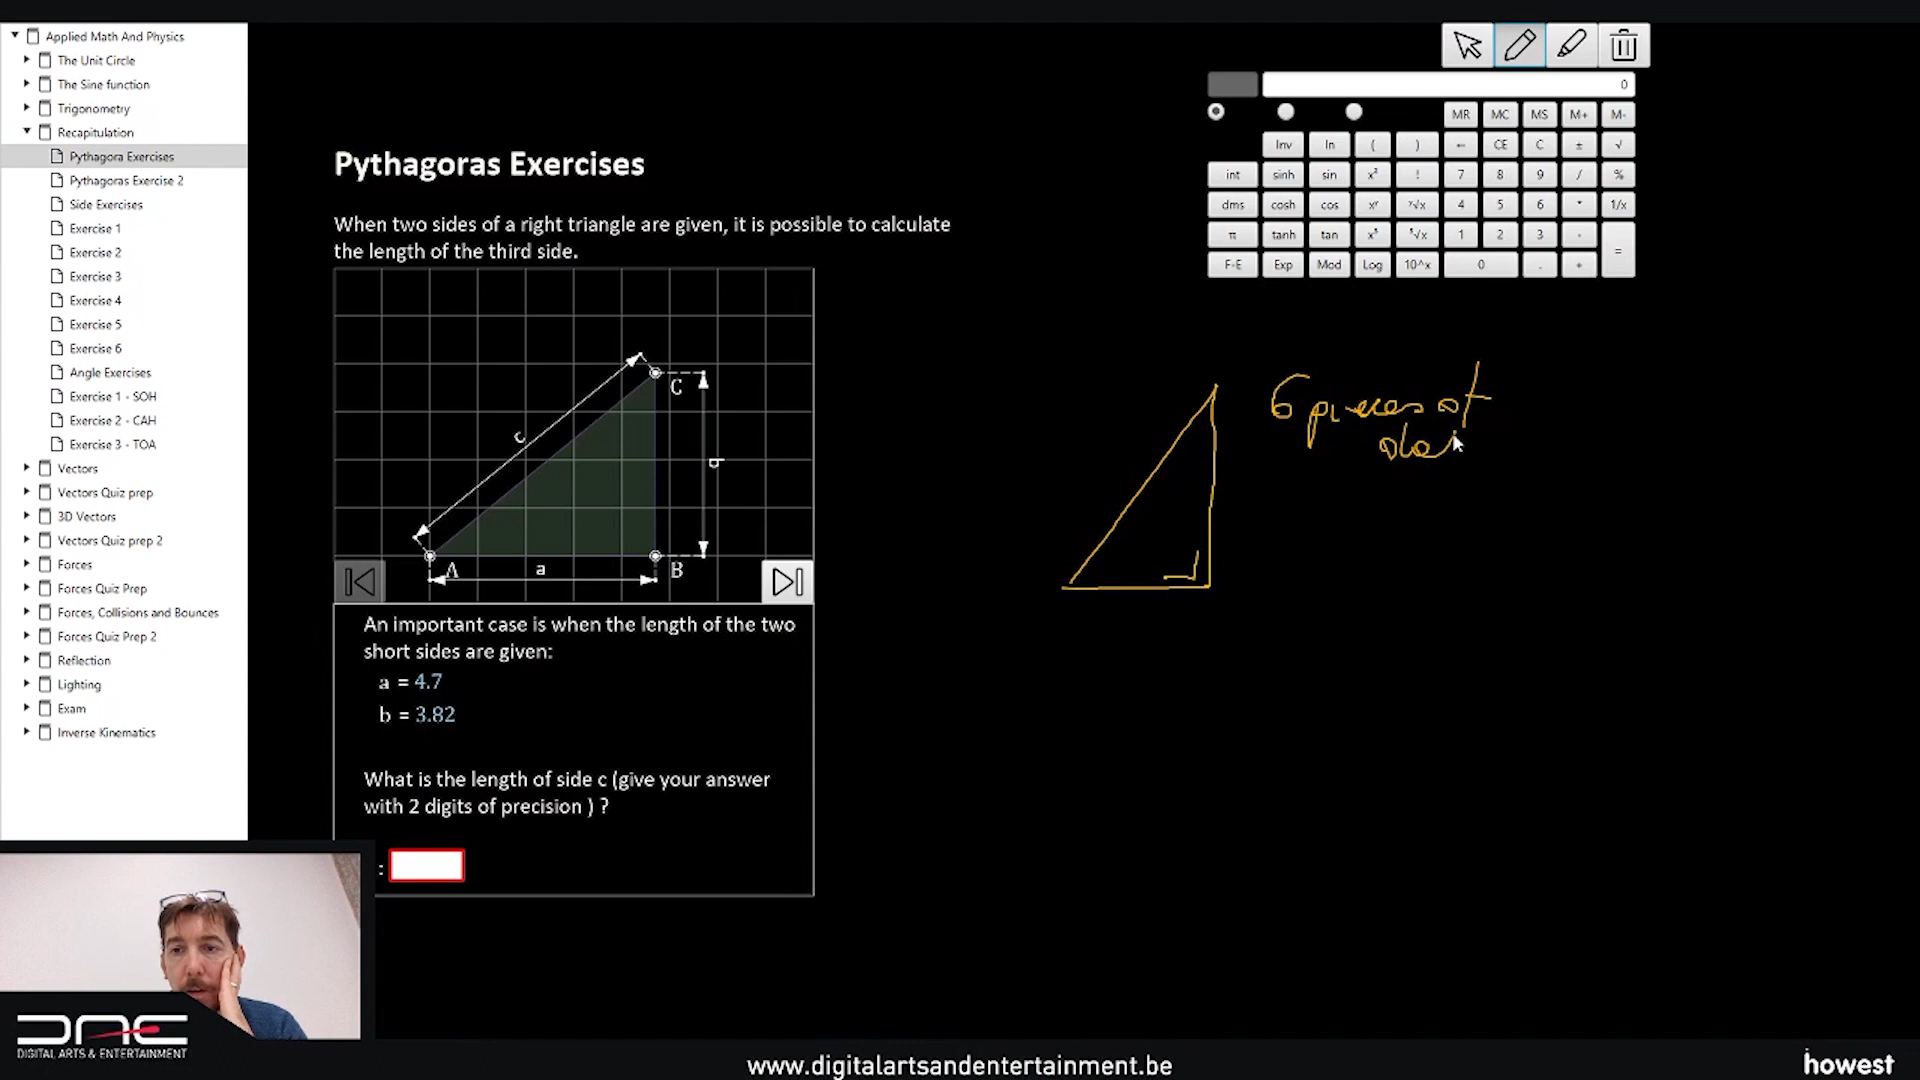 Applied Math And Physics
The Unit Circle
The Sine function
Trigonometry
Recapitulation
Pythagora Exercises
Pythagoras Exercise 2
Side Exercises
Exercise 1
Exercise 2
Exercise 3
Exercise 4
Exercise 5
Exercise 6
Angle Exercises
Exercise 1 - SOH
Exercise 2 - CAH
Exercise 3 - TOA
Vectors
Vectors Quiz prep
3D Vectors
Vectors Quiz prep 2
Forces
Forces Quiz Prep
Forces, Collisions and Bounces
Forces Quiz Prep 2
Reflection
Lighting
Exam
Inverse Kinematics
Pythagoras Exercises
When two sides of a right triangle are given, it is possible to calculate
the length of the third side.
C
c
b
A
a
B
An important case is when the length of the two
short sides are given:
a = 4.7
b = 3.82
What is the length of side c (give your answer
with 2 digits of precision ) ?
:
0
MR MC MS M+ M-
Inv ln ( ) ← CE C ± √
int sinh sin x² ! 7 8 9 / %
dms cosh cos xʸ ʸ√x 4 5 6 * 1/x
π tanh tan x³ ³√x 1 2 3 - =
F-E Exp Mod Log 10^x 0 . +
6 pieces of
DAE
DIGITAL ARTS & ENTERTAINMENT
www.digitalartsandentertainment.be
howest